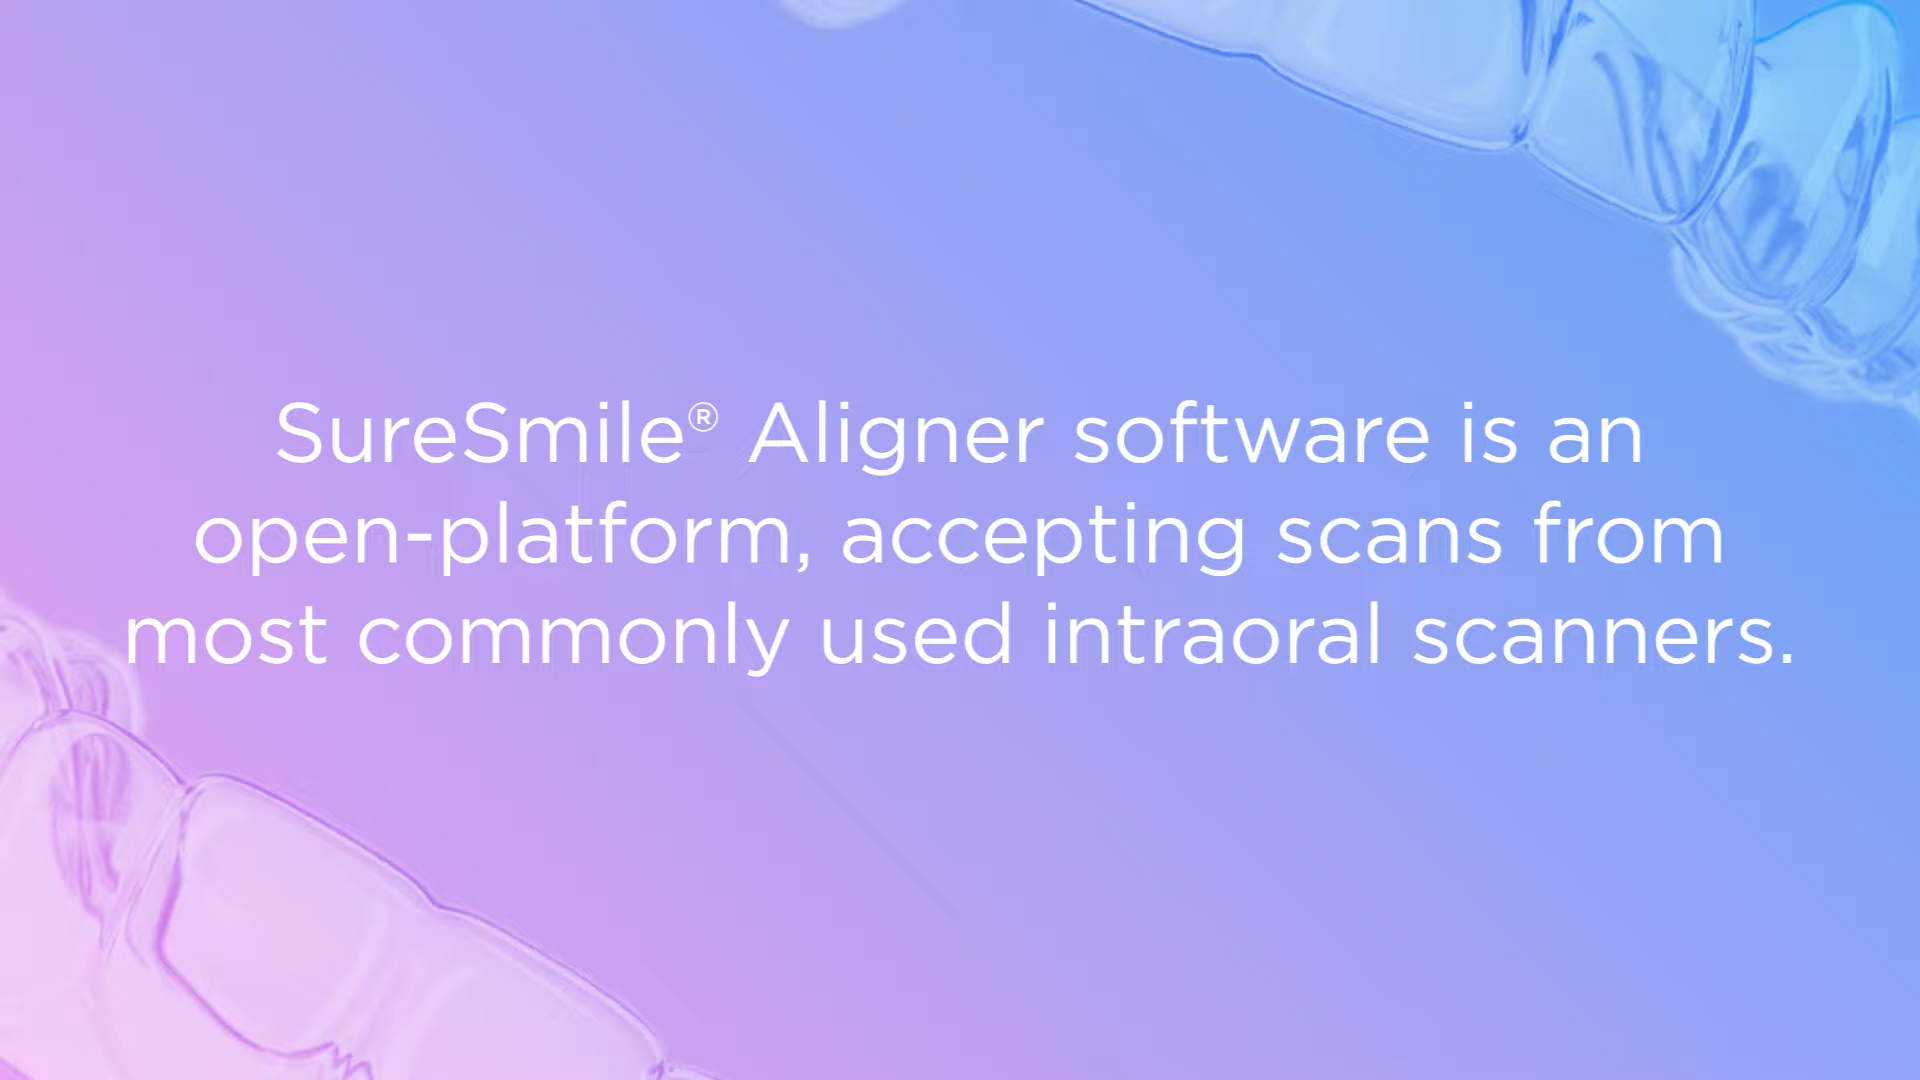 SureSmile® Aligner software is an
open-platform, accepting scans from
most commonly used intraoral scanners.